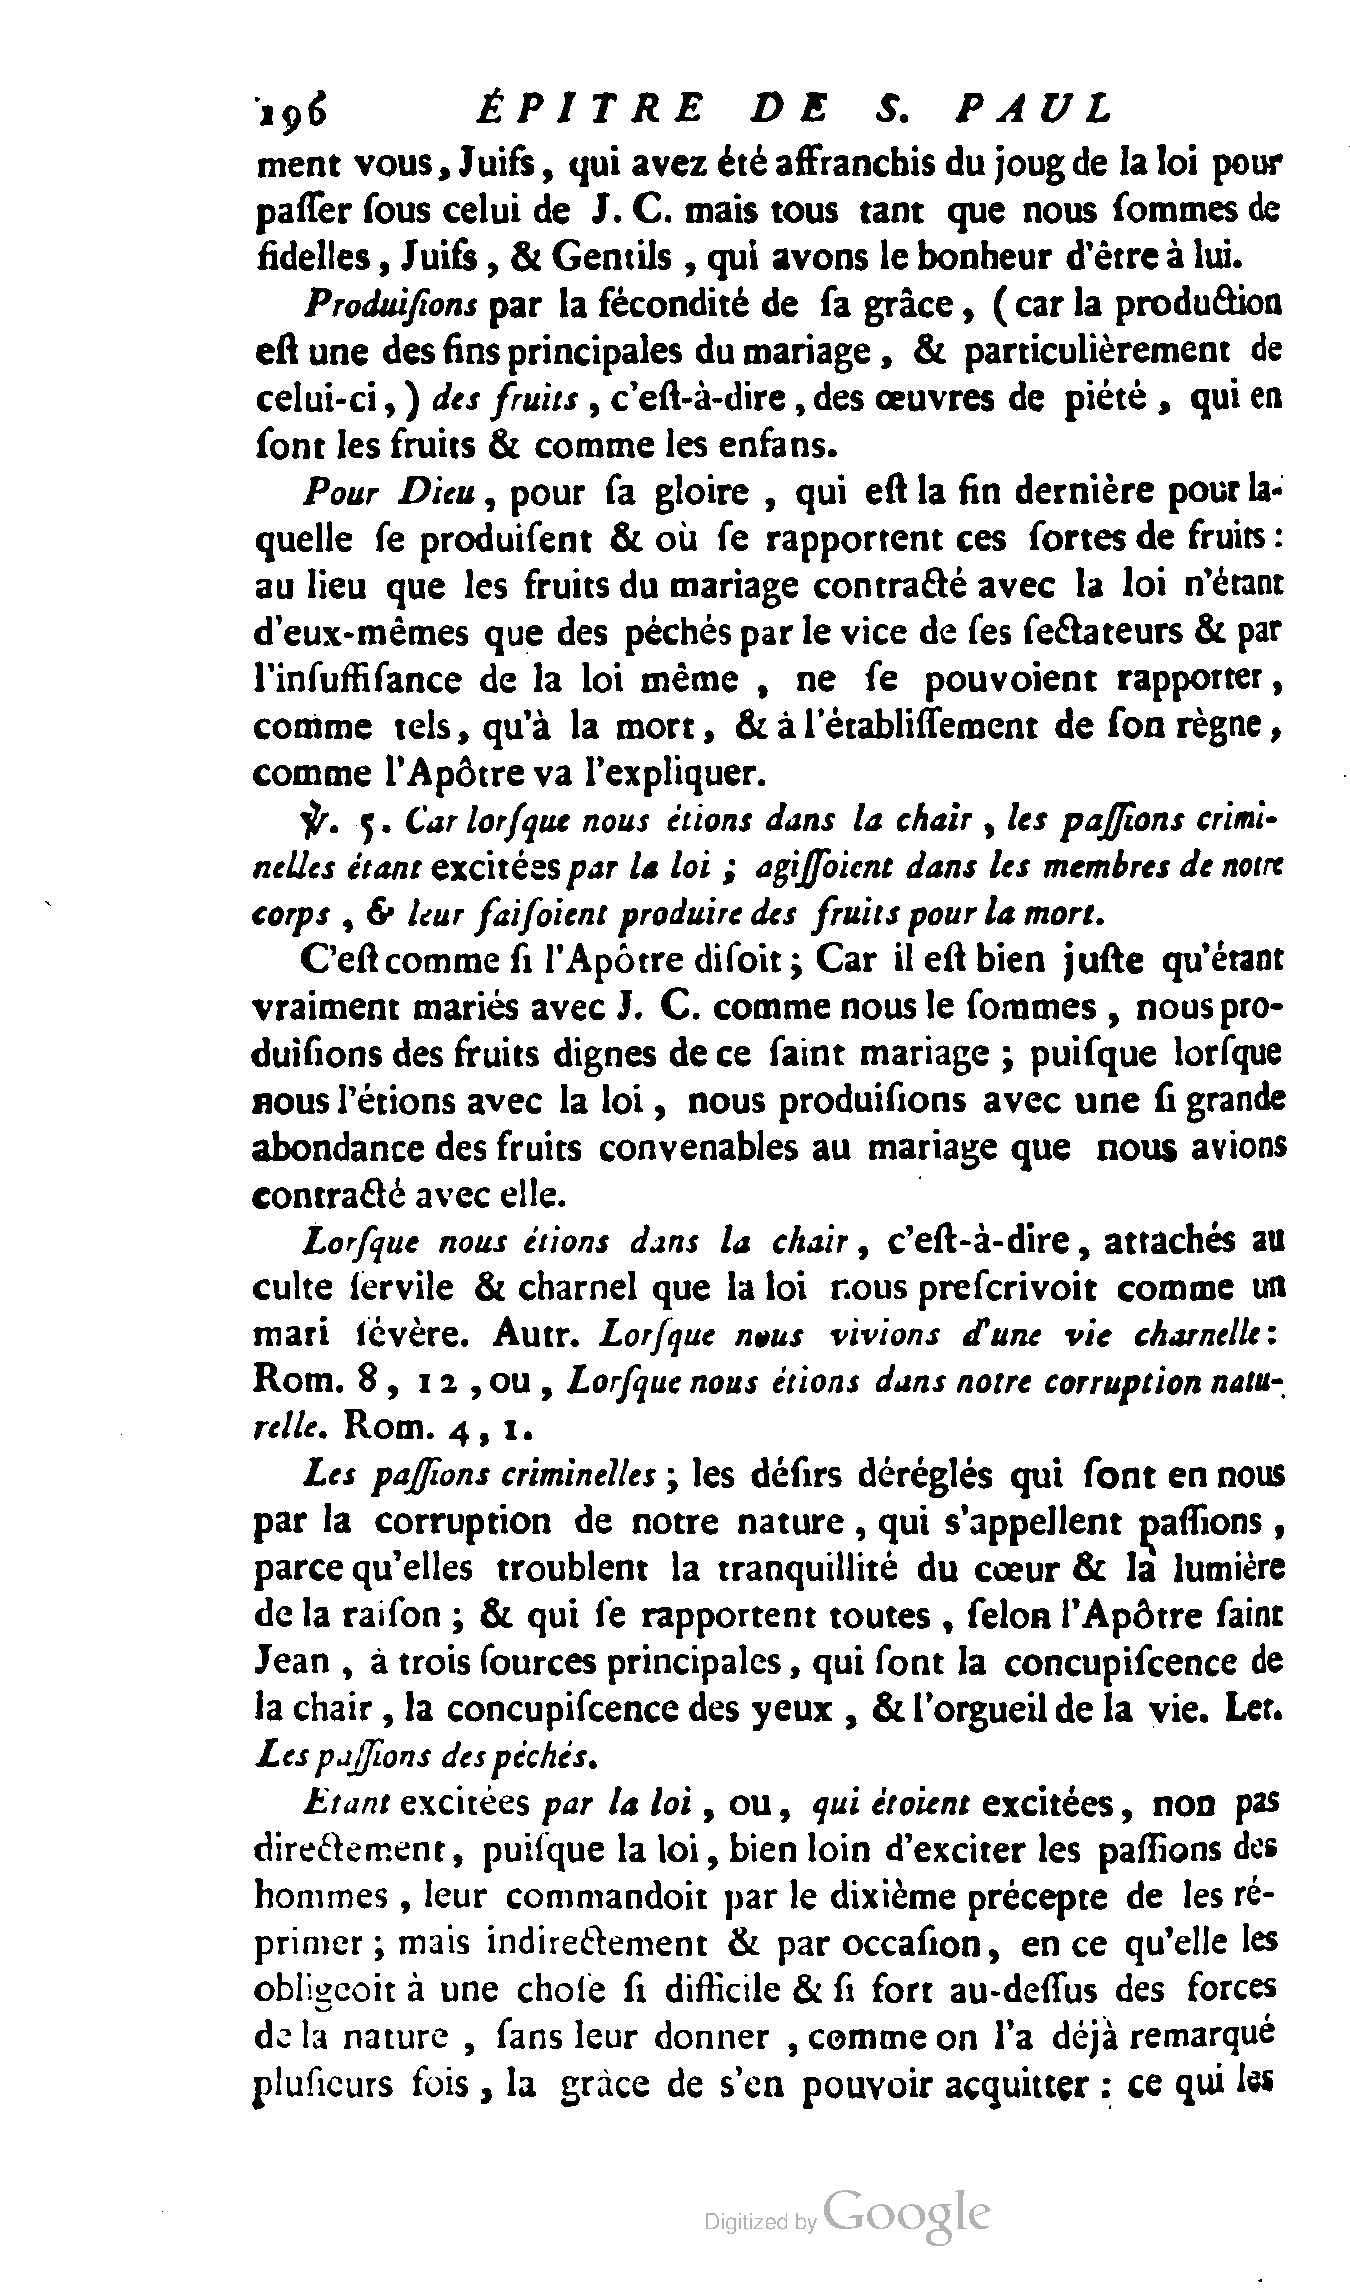 196 ÉPITRE DE S. PAUL
ment vous, Juifs, qui avez été affranchis du joug de la loi pour
paſſer ſous celui de J. C. mais tous tant que nous ſommes de
fidelles, Juifs, & Gentils, qui avons le bonheur d'être à lui.
Produiſions par la fécondité de ſa grâce, (car la production
eſt une des fins principales du mariage, & particulièrement de
celui-ci,) des fruits, c'eſt-à-dire, des œuvres de piété, qui en
ſont les fruits & comme les enfans.
Pour Dieu, pour ſa gloire, qui eſt la fin dernière pour la-
quelle ſe produiſent & où ſe rapportent ces ſortes de fruits :
au lieu que les fruits du mariage contracté avec la loi n'étant
d'eux-mêmes que des péchés par le vice de ſes ſectateurs & par
l'inſuffiſance de la loi même, ne ſe pouvoient rapporter,
comme tels, qu'à la mort, & à l'établiſſement de ſon règne,
comme l'Apôtre va l'expliquer.
℣. 5. Car lorſque nous étions dans la chair, les paſſions crimi-
nelles étant excitées par la loi ; agiſſoient dans les membres de notre
corps, & leur faiſoient produire des fruits pour la mort.
C'eſt comme ſi l'Apôtre diſoit ; Car il eſt bien juſte qu'étant
vraiment mariés avec J. C. comme nous le ſommes, nous pro-
duiſions des fruits dignes de ce ſaint mariage ; puiſque lorſque
nous l'étions avec la loi, nous produiſions avec une ſi grande
abondance des fruits convenables au mariage que nous avions
contracté avec elle.
Lorſque nous étions dans la chair, c'eſt-à-dire, attachés au
culte ſervile & charnel que la loi nous preſcrivoit comme un
mari ſévère. Autr. Lorſque nous vivions d'une vie charnelle :
Rom. 8, 12, ou, Lorſque nous étions dans notre corruption natu-
relle. Rom. 4, 1.
Les paſſions criminelles ; les déſirs déréglés qui ſont en nous
par la corruption de notre nature, qui s'appellent paſſions,
parce qu'elles troublent la tranquillité du cœur & la lumière
de la raiſon ; & qui ſe rapportent toutes, ſelon l'Apôtre ſaint
Jean, à trois ſources principales, qui ſont la concupiſcence de
la chair, la concupiſcence des yeux, & l'orgueil de la vie. Let.
Les paſſions des péchés.
Etant excitées par la loi, ou, qui étoient excitées, non pas
directement, puiſque la loi, bien loin d'exciter les paſſions des
hommes, leur commandoit par le dixième précepte de les ré-
primer ; mais indirectement & par occaſion, en ce qu'elle les
obligeoit à une choſe ſi difficile & ſi fort au-deſſus des forces
de la nature, ſans leur donner, comme on l'a déjà remarqué
pluſieurs fois, la grâce de s'en pouvoir acquitter : ce qui les
Digitized by Google